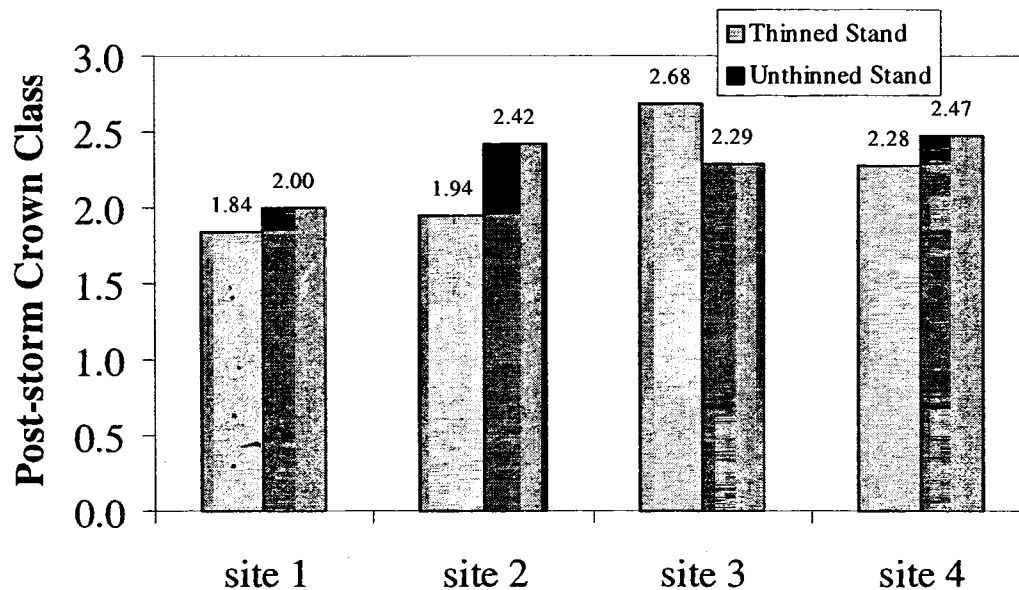 Thinned Stand
Unthinned Stand
Post-storm Crown Class
3.0
2.5
2.0
1.5
1.0
0.5
0.0
1.84
2.00
1.94
2.42
2.68
2.29
2.28
2.47
site 1
site 2
site 3
site 4